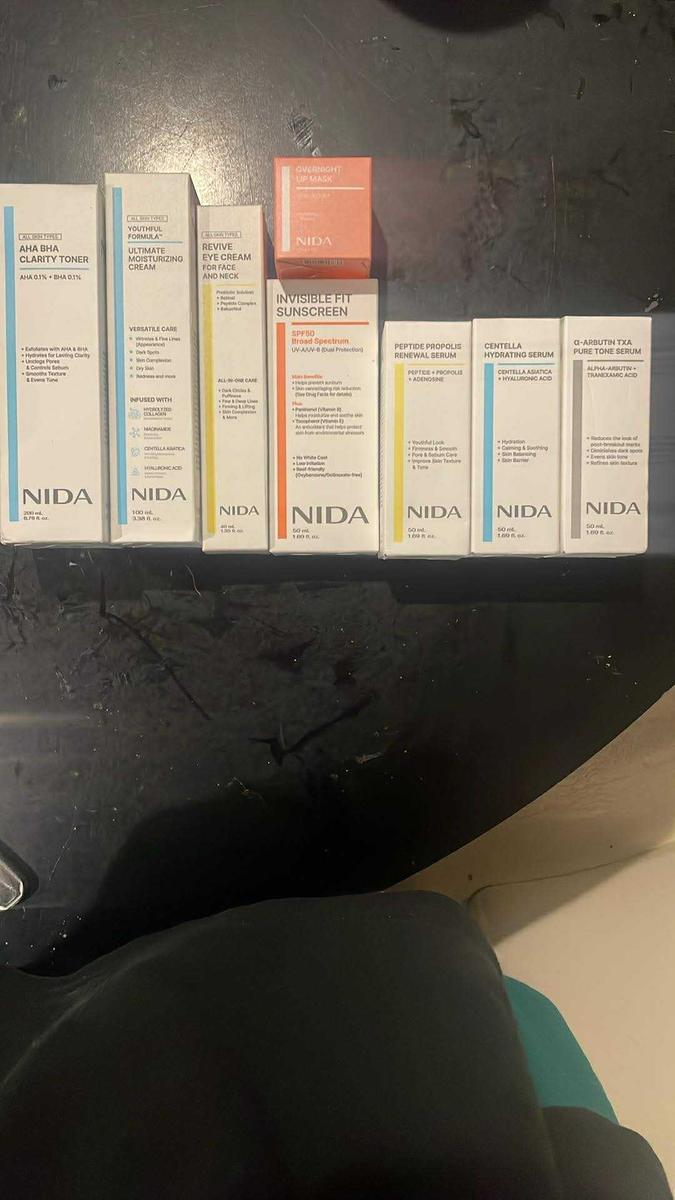 ALL SKIN TYPES
AHA BHA
CLARITY TONER
AHA 0.1% + BHA 0.1%
• Exfoliates with AHA & BHA
• Hydrates for Lasting Clarity
• Unclogs Pores
& Controls Sebum
• Smooths Texture
& Evens Tone
NIDA
200 mL
6.76 fl. oz.
ALL SKIN TYPES
YOUTHFUL
FORMULA™
ULTIMATE
MOISTURIZING
CREAM
VERSATILE CARE
Wrinkles & Fine Lines
(Appearance)
Dark Spots
Skin Complexion
Dry Skin
Redness and more
INFUSED WITH
HYDROLYZED
COLLAGEN
NIACINAMIDE
CENTELLA ASIATICA
HYALURONIC ACID
NIDA
100 mL
3.38 fl. oz.
ALL SKIN TYPES
REVIVE
EYE CREAM
FOR FACE
AND NECK
Probiotic Solution
+ Retinal
+ Peptide Complex
+ Bakuchiol
ALL-IN-ONE CARE
• Dark Circles &
Puffiness
• Fine & Deep Lines
• Firming & Lifting
• Skin Complexion
& More
NIDA
40 mL
1.35 fl. oz.
OVERNIGHT
LIP MASK
NIDA
INVISIBLE FIT
SUNSCREEN
SPF50
Broad Spectrum
UV-A/UV-B (Dual Protection)
Main Benefits:
• Helps prevent sunburn
• Skin cancer/aging risk reduction
(See Drug Facts for details)
Plus
• Panthenol (Vitamin B)
Helps moisturize and soothe skin
• Tocopherol (Vitamin E)
An antioxidant that helps protect
skin from environmental stressors
• No White Cast
• Low Irritation
• Reef-friendly
(Oxybenzone/Octinoxate-free)
NIDA
50 mL
1.69 fl. oz.
PEPTIDE PROPOLIS
RENEWAL SERUM
PEPTIDE + PROPOLIS
+ ADENOSINE
• Youthful Look
• Firmness & Smooth
• Pore & Sebum Care
• Improve Skin Texture
& Tone
NIDA
50 mL
1.69 fl. oz.
CENTELLA
HYDRATING SERUM
CENTELLA ASIATICA
+ HYALURONIC ACID
• Hydration
• Calming & Soothing
• Skin Balancing
• Skin Barrier
NIDA
50 mL
1.69 fl. oz.
α-ARBUTIN TXA
PURE TONE SERUM
ALPHA-ARBUTIN +
TRANEXAMIC ACID
• Reduces the look of
post-breakout marks
• Diminishes dark spots
• Evens skin tone
• Refines skin texture
NIDA
50 mL
1.69 fl. oz.